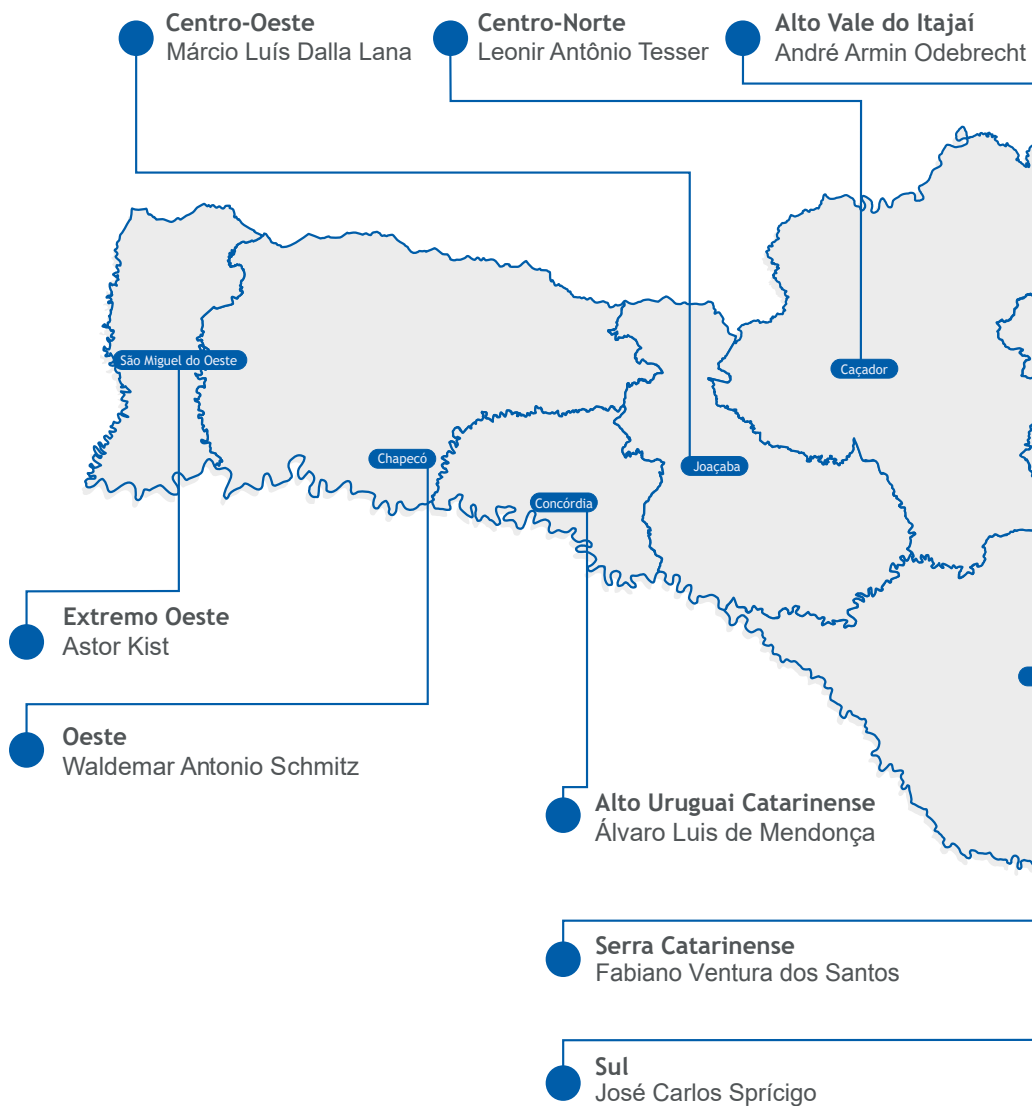 Centro-Oeste
Márcio Luís Dalla Lana
Centro-Norte
Leonir Antônio Tesser
Alto Vale do Itajaí
André Armin Odebrecht
São Miguel do Oeste
Caçador
Chapecó
Joaçaba
Concórdia
Extremo Oeste
Astor Kist
Oeste
Waldemar Antonio Schmitz
Alto Uruguai Catarinense
Álvaro Luis de Mendonça
Serra Catarinense
Fabiano Ventura dos Santos
Sul
José Carlos Sprícigo